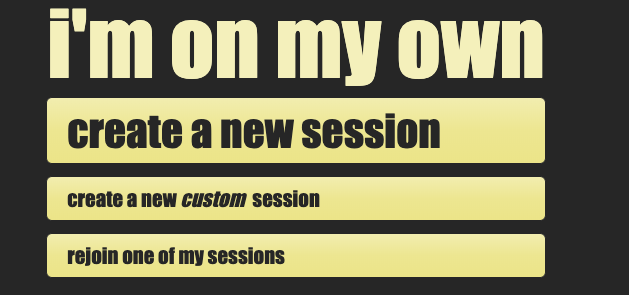 i'm on my own
create a new session
create a new custom session
rejoin one of my sessions